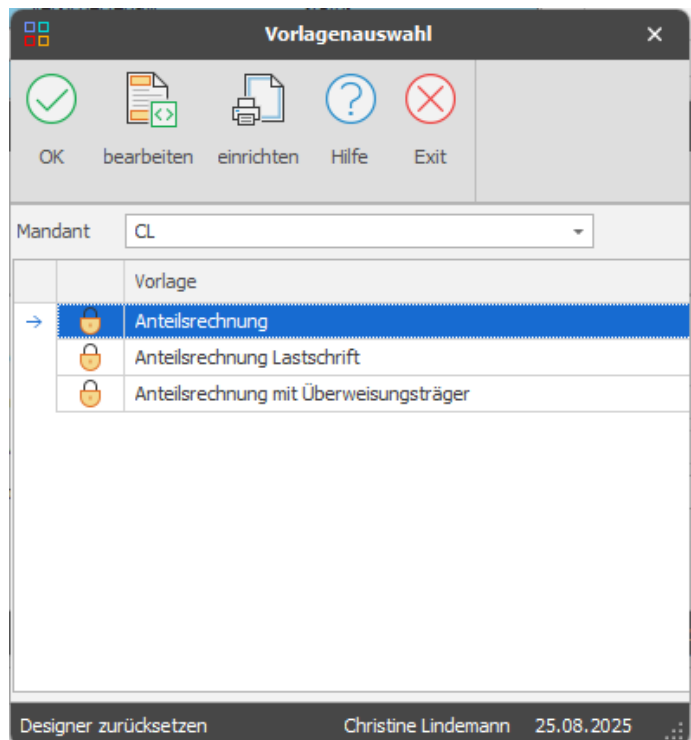 Vorlagenauswahl
OK bearbeiten einrichten Hilfe Exit
Mandant CL
Vorlage
Anteilsrechnung
Anteilsrechnung Lastschrift
Anteilsrechnung mit Überweisungsträger
Designer zurücksetzen Christine Lindemann 25.08.2025